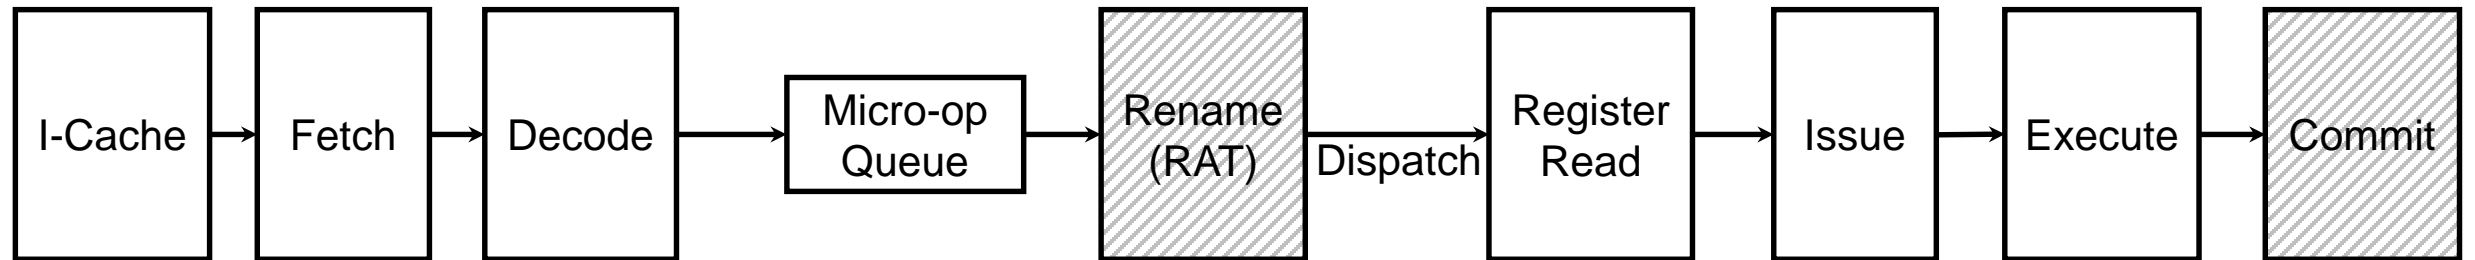 I-Cache
Fetch
Decode
Micro-op
Queue
Rename
(RAT)
Dispatch
Register
Read
Issue
Execute
Commit